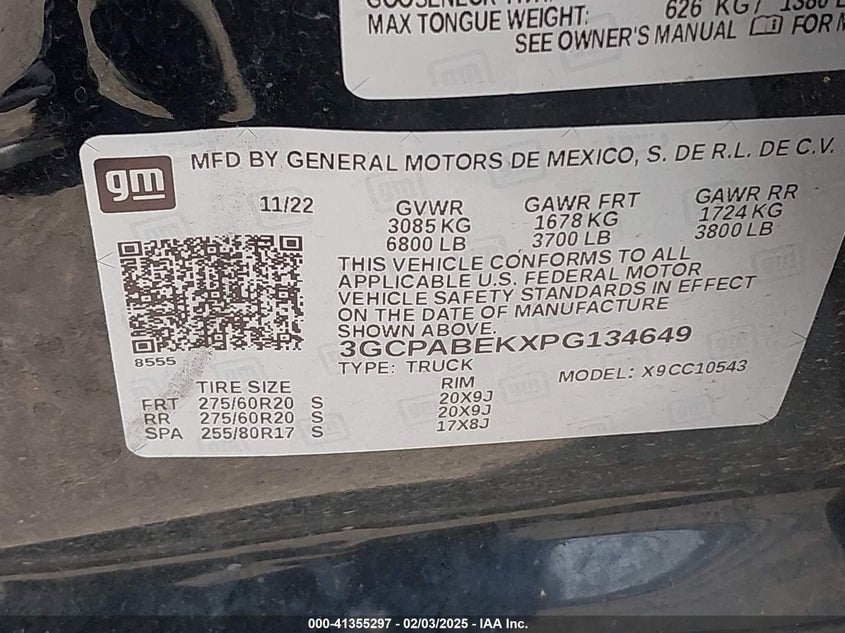 MAX TONGUE WEIGHT: 626 KG / 1380
SEE OWNER'S MANUAL FOR
gm
MFD BY GENERAL MOTORS DE MEXICO, S. DE R.L. DE C.V.
11/22 GVWR GAWR FRT GAWR RR
3085 KG 1678 KG 1724 KG
6800 LB 3700 LB 3800 LB
THIS VEHICLE CONFORMS TO ALL
APPLICABLE U.S. FEDERAL MOTOR
VEHICLE SAFETY STANDARDS IN EFFECT
ON THE DATE OF MANUFACTURE
SHOWN ABOVE.
3GCPABEKXPG134649
8555
TYPE: TRUCK MODEL: X9CC10543
TIRE SIZE RIM
FRT 275/60R20 S 20X9J
RR 275/60R20 S 20X9J
SPA 255/80R17 S 17X8J
000-41355297 - 02/03/2025 - IAA Inc.